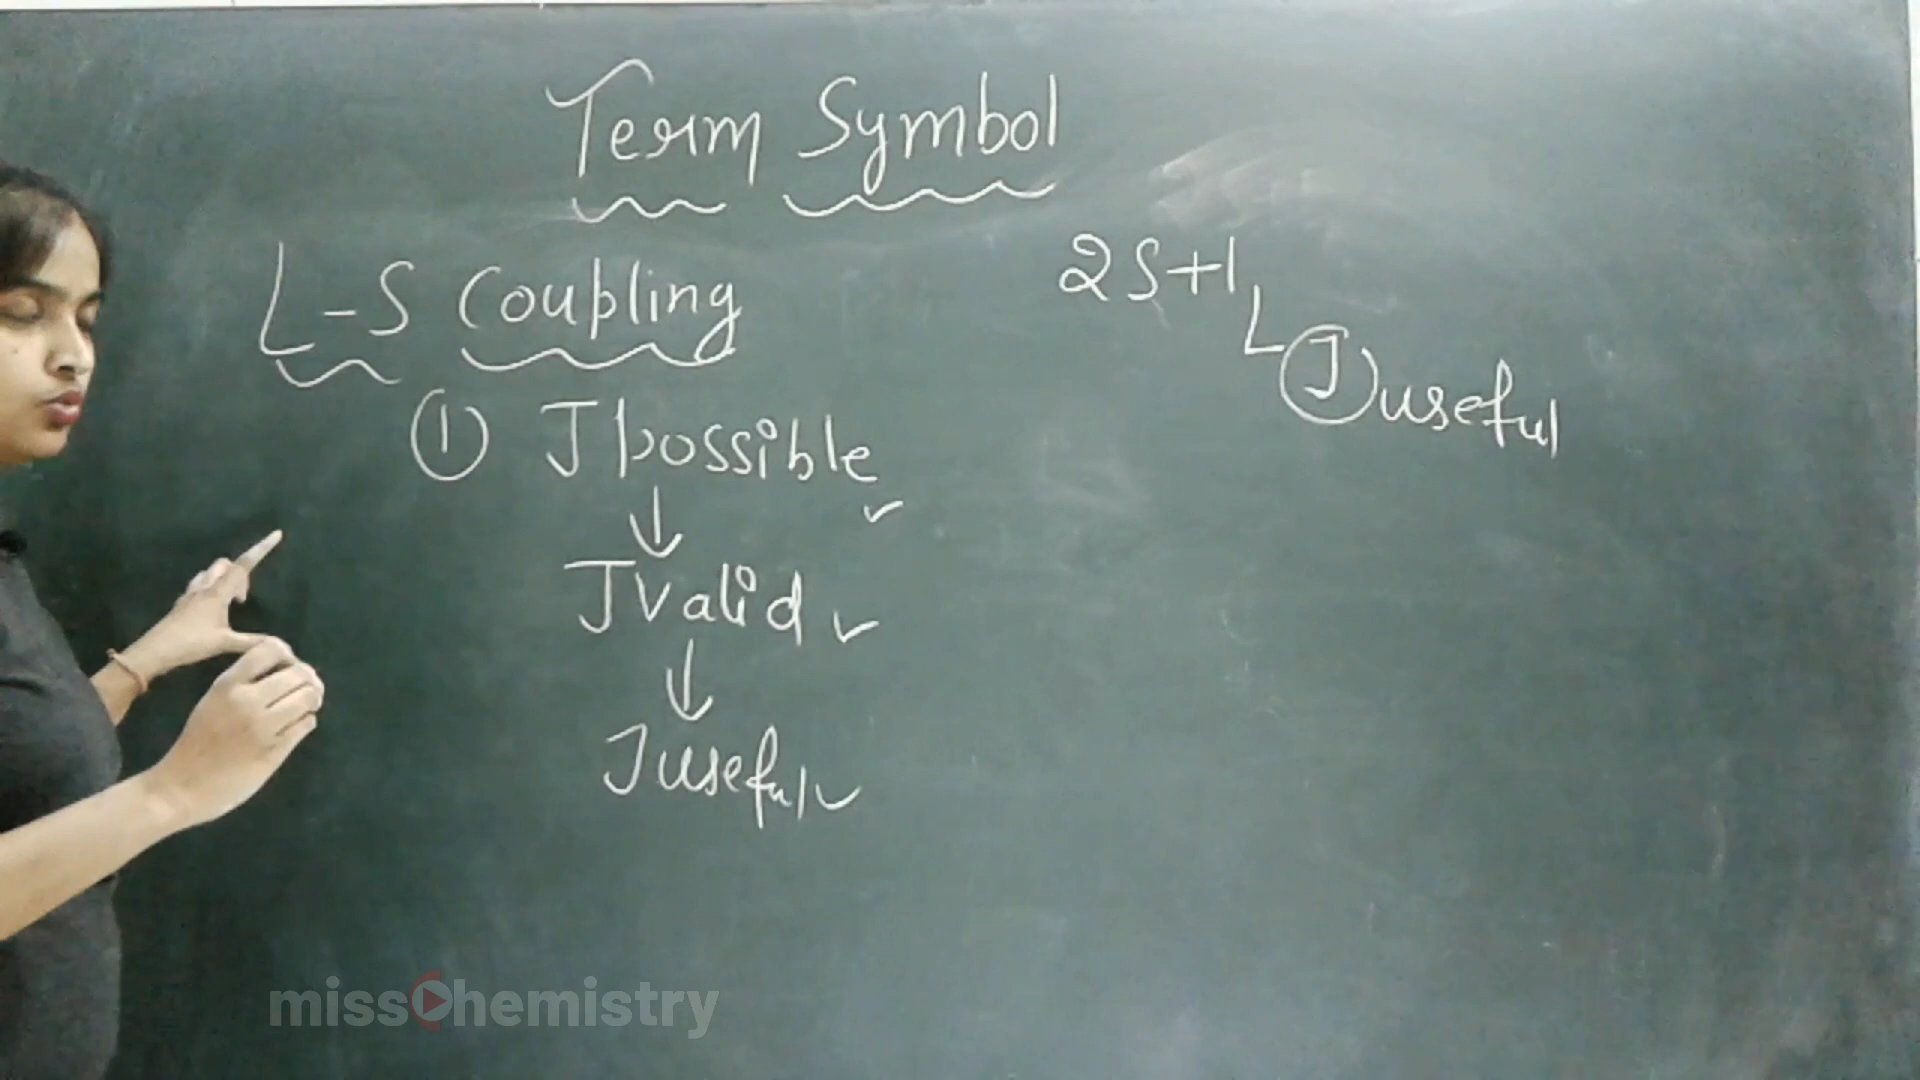 Term Symbol
L-S Coupling
2S+1
L J useful
① J possible
↓
J Valid
↓
J useful
missChemistry